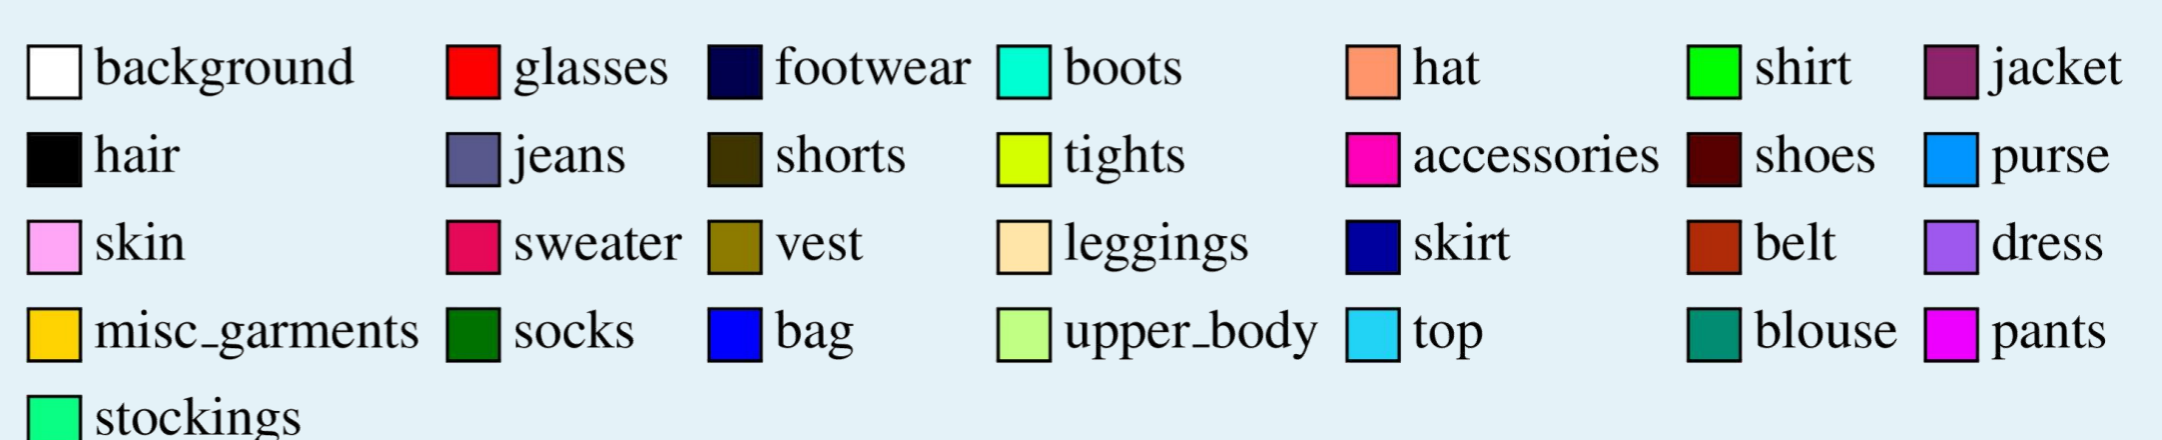 background glasses footwear boots hat shirt jacket
hair jeans shorts tights accessories shoes purse
skin sweater vest leggings skirt belt dress
misc_garments socks bag upper_body top blouse pants
stockings